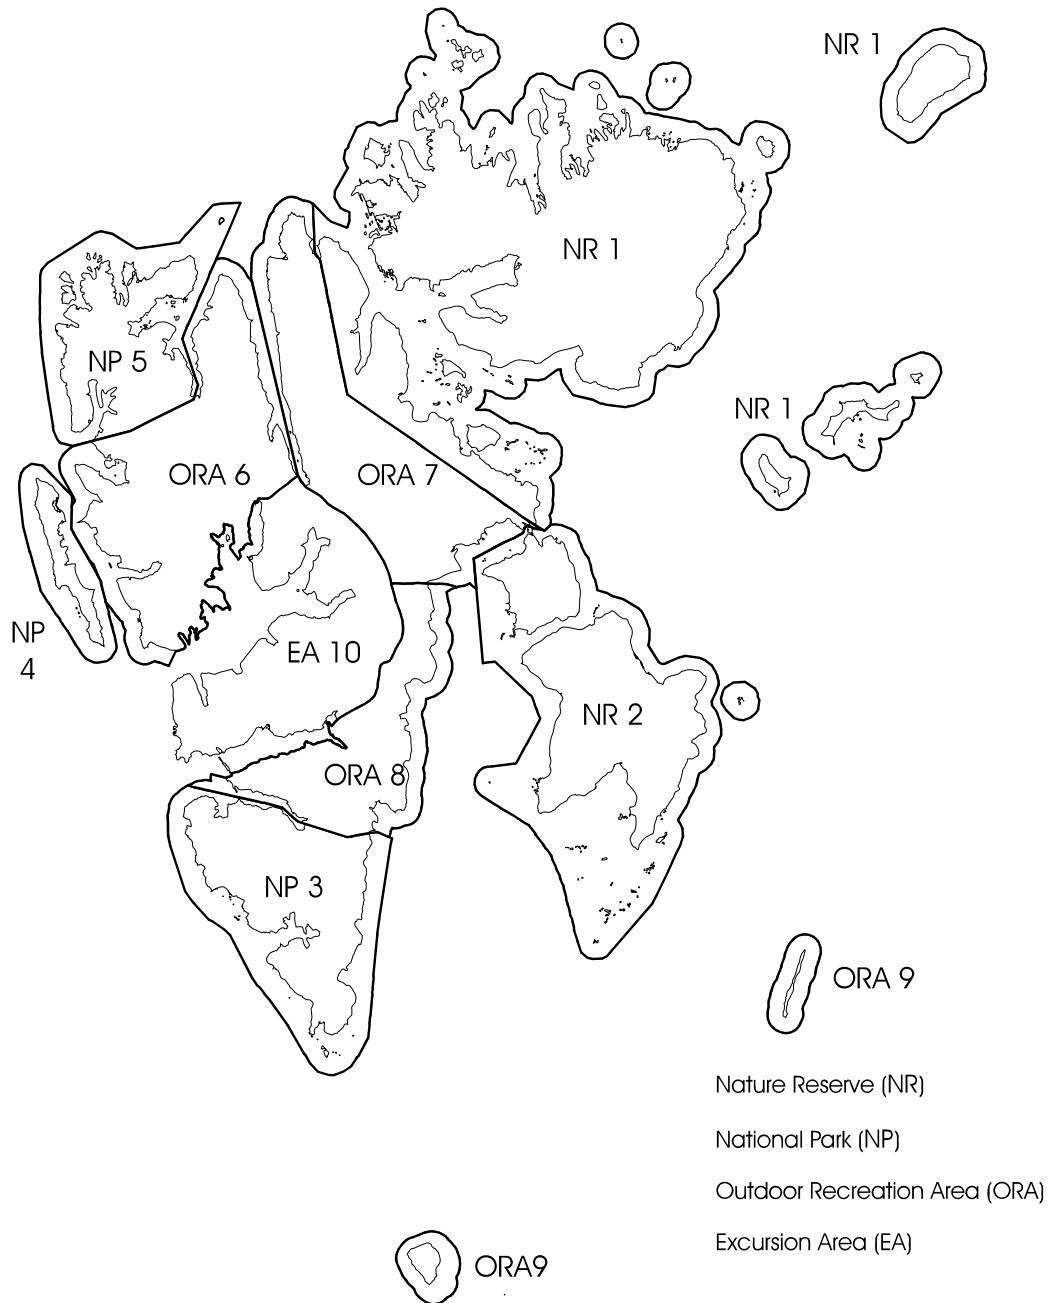 NR 1
NR 1
NP 5
NR 1
ORA 6
ORA 7
NP
4
EA 10
NR 2
ORA 8
NP 3
ORA 9
Nature Reserve (NR)
National Park (NP)
Outdoor Recreation Area (ORA)
Excursion Area (EA)
ORA9